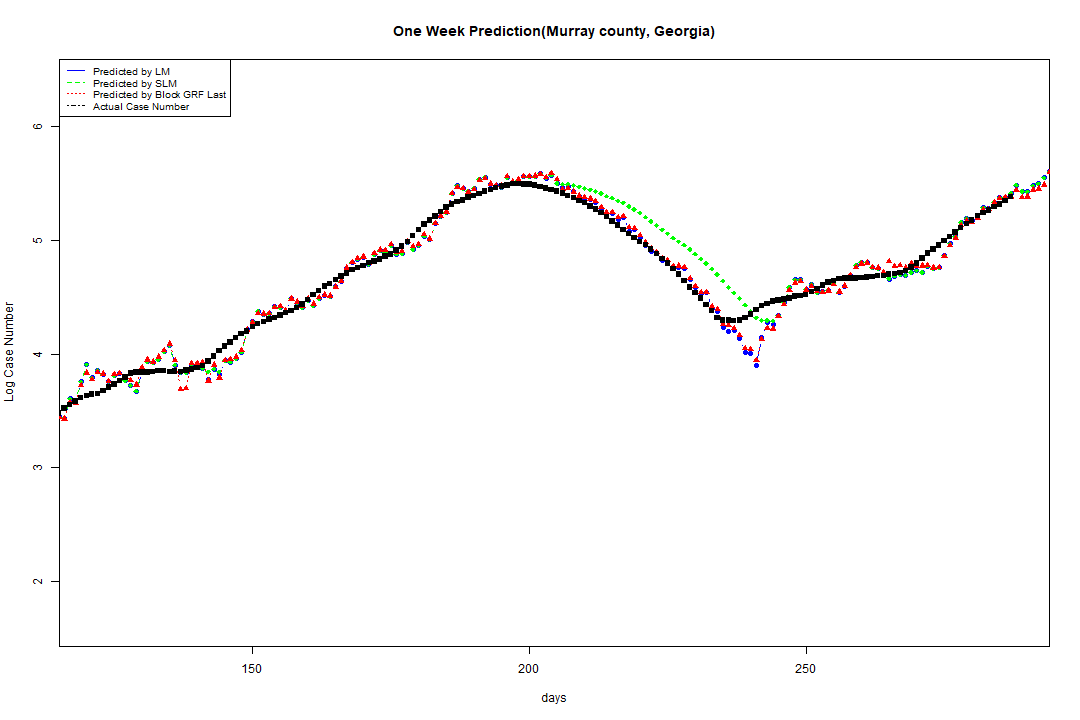 One Week Prediction(Murray county, Georgia)
Predicted by LM
Predicted by SLM
Predicted by Block GRF Last
Actual Case Number
Log Case Number
6
5
4
3
2
150
200
250
days